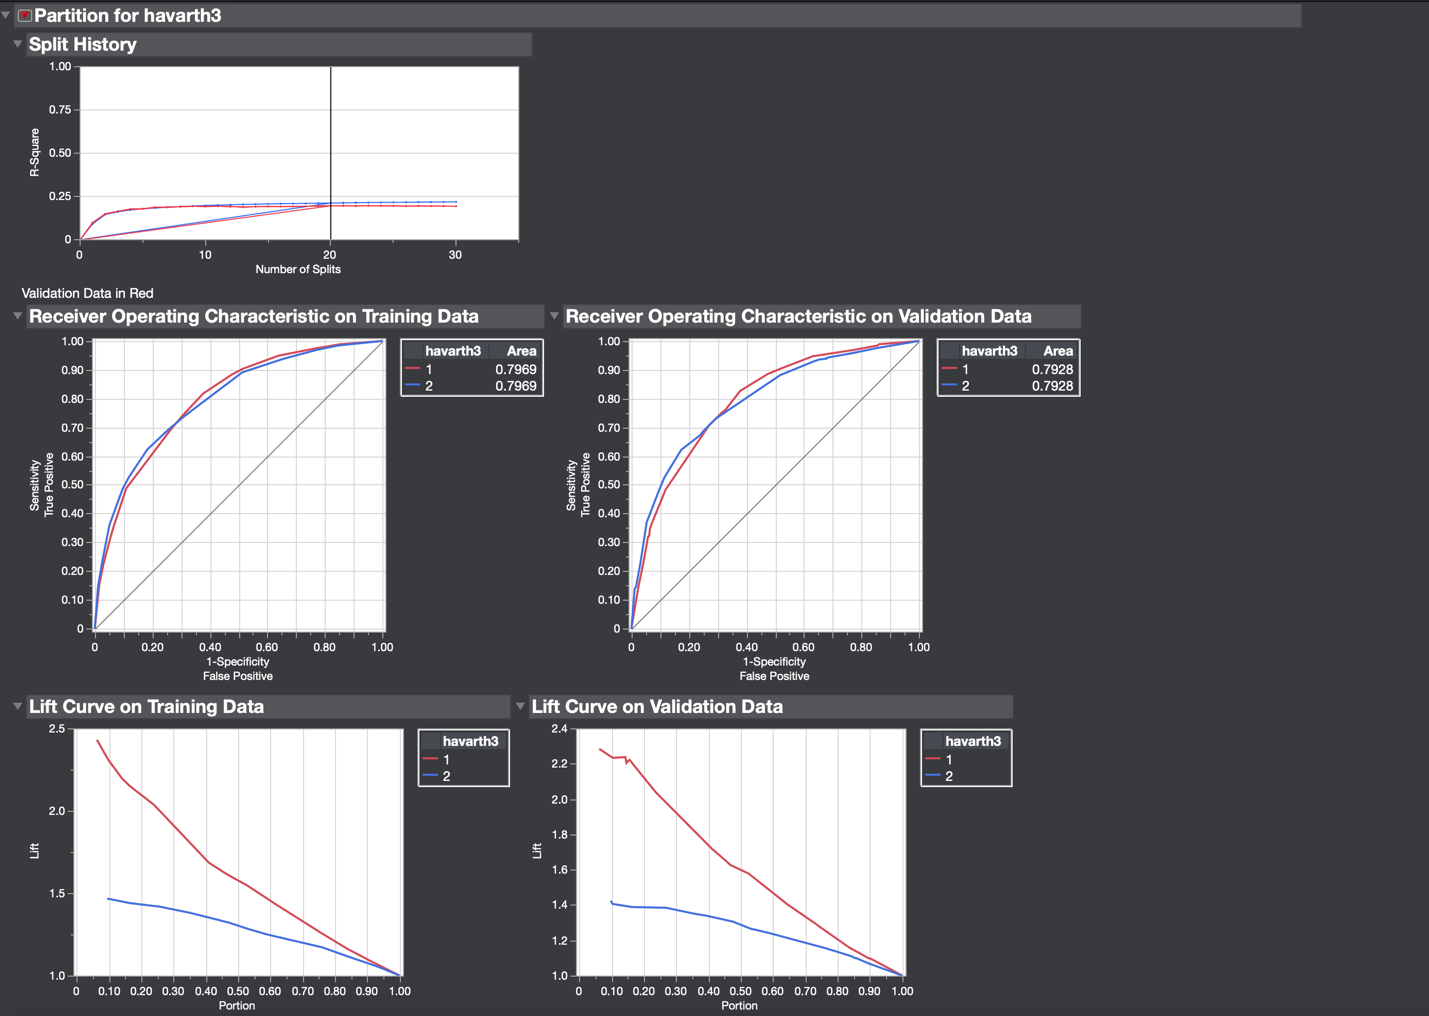 Partition for havarth3
Split History
1.00
0.75
0.50
0.25
0
R-Square
0
10
20
30
Number of Splits
Validation Data in Red
Receiver Operating Characteristic on Training Data
1.00
0.90
0.80
0.70
0.60
0.50
0.40
0.30
0.20
0.10
0
Sensitivity
True Positive
0
0.20
0.40
0.60
0.80
1.00
1-Specificity
False Positive
havarth3 Area
1 0.7969
2 0.7969
Receiver Operating Characteristic on Validation Data
1.00
0.90
0.80
0.70
0.60
0.50
0.40
0.30
0.20
0.10
0
Sensitivity
True Positive
0
0.20
0.40
0.60
0.80
1.00
1-Specificity
False Positive
havarth3 Area
1 0.7928
2 0.7928
Lift Curve on Training Data
2.5
2.0
1.5
1.0
Lift
0 0.10 0.20 0.30 0.40 0.50 0.60 0.70 0.80 0.90 1.00
Portion
havarth3
1
2
Lift Curve on Validation Data
2.4
2.2
2.0
1.8
1.6
1.4
1.2
1.0
Lift
0 0.10 0.20 0.30 0.40 0.50 0.60 0.70 0.80 0.90 1.00
Portion
havarth3
1
2